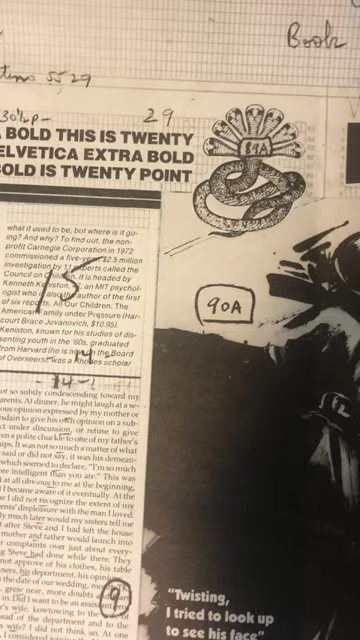 Book
5529
29
BOLD THIS IS TWENTY
HELVETICA EXTRA BOLD
BOLD IS TWENTY POINT
89A
what it used to be, but where is it go-
ing? And why? To find out, the non-
profit Carnegie Corporation in 1972
commissioned a five-year, $2.5 million
investigation by 11 experts called the
Council on Children. It is headed by
Kenneth Keniston, an MIT psychol-
ogist who is also author of the first
of six reports, All Our Children: The
American Family under Pressure (Har-
court Brace Jovanovich, $10.95).
Keniston, known for his studies of dis-
senting youth in the '60s, graduated
from Harvard (he is now on the Board
of Overseers), was a Rhodes scholar
90A
15
14
-14-
not so subtly condescending toward my
parents. At dinner, he might laugh at a se-
rious opinion expressed by my mother or
disdain to give his own opinion on a sub-
ject under discussion, or refuse to give
even a polite chuckle to one of my father's
quips. It was not so much a matter of what
he said or did not say, it was his demean-
or which seemed to declare, "I'm so much
more intelligent than you are." This was
not at all obvious to me at the beginning,
but I became aware of it eventually. At the
time I did not recognize the extent of my
parents' displeasure with the man I loved.
Only much later would my sisters tell me
that after Steve and I had left the house
my mother and father would launch into
their complaints over just about every-
thing Steve had done while there. They
did not approve of his clothes, his table
manners, his department, his opinions
the date of our wedding,
grew near, more doubts
in. Did I want to be an assistant
's wife, kowtowing to the
head of the department and to the
's wife? I did not think so. At one
I considered
9
"Twisting,
I tried to look up
to see his face